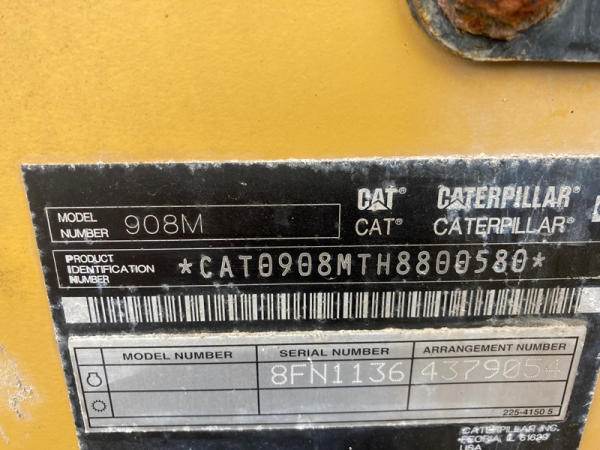 MODEL NUMBER 908M
CAT® CATERPILLAR®
CAT® CATERPILLAR®
PRODUCT IDENTIFICATION NUMBER *CAT0908MTH8800580*
MODEL NUMBER SERIAL NUMBER ARRANGEMENT NUMBER
8FN1136 4379054
225-4150 5
CATERPILLAR INC.
PEORIA, IL 61629
USA